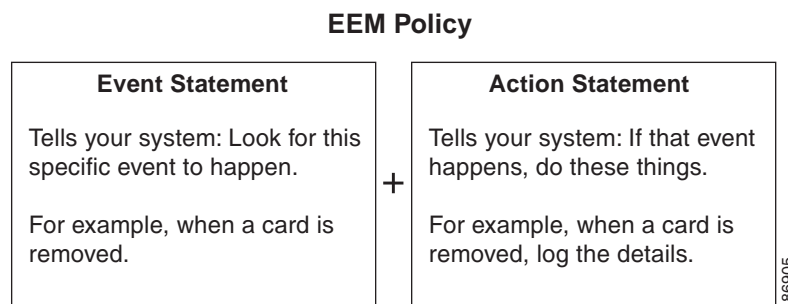 EEM Policy
Event Statement
Tells your system: Look for this
specific event to happen.
For example, when a card is
removed.
+
Action Statement
Tells your system: If that event
happens, do these things.
For example, when a card is
removed, log the details.
86905